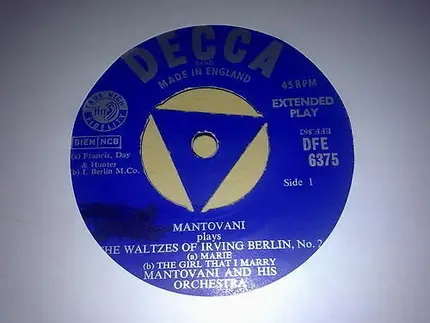 DECCA
MADE IN ENGLAND
45 RPM
EXTENDED
PLAY
DFE
6375
Side 1
BIEM NCB
(a) Francis, Day
& Hunter
b) I. Berlin M.Co.
MANTOVANI
plays
THE WALTZES OF IRVING BERLIN, No. 2
(a) MARIE
(b) THE GIRL THAT I MARRY
MANTOVANI AND HIS
ORCHESTRA